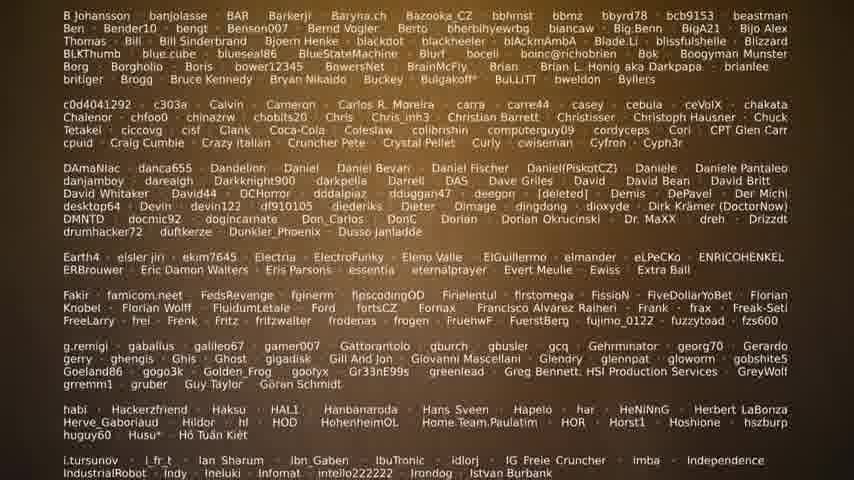 B Johansson · banjolasse · BAR · Barkerji · Baryna.ch · Bazooka_CZ · bbhrnst · bbmz · bbyrd78 · bcb9153 · beastman
Ben · Bender10 · bengt · Benson007 · Bernd Vogler · Berto · bherblhyewrbg · biancaw · Big.Benn · BigA21 · Bijo Alex
Thomas · Bill · Bill Sinderbrand · Bjoern Henke · blackdot · blackheeler · blAckmAmbA · Blade.Li · blissfulshelle · Blizzard
BLKThumb · blue.cube · blueseal86 · BlueStateMachine · Blurf · bocell · boinc@richobrien · Bok · Boogyman Munster
Borg · Borgholio · Boris · bower12345 · BowersNet · BrainMcFly · Brian · Brian L. Honig aka Darkpapa · brianlee
britiger · Brogg · Bruce Kennedy · Bryan Nikaido · Buckey · Bulgakoff* · BuLLiTT · bweldon · Byllers
c0d4041292 · c303a · Calvin · Cameron · Carlos R. Moreira · carra · carre44 · casey · cebula · ceVoIX · chakata
Chalenor · chfoo0 · chinazrw · chobits20 · Chris · Chris_mh3 · Christian Barrett · Christisser · Christoph Hausner · Chuck
Tetakel · ciccovg · cisf · Clank · Coca-Cola · Coleslaw · colibrishin · computerguy09 · cordyceps · Cori · CPT Glen Carr
cpuid · Craig Cumbie · Crazy Italian · Cruncher Pete · Crystal Pellet · Curly · cwiseman · Cyfron · Cyph3r
DAmaNIac · danca655 · Dandelion · Daniel · Daniel Bevan · Daniel Fischer · Daniel(PiskotCZ) · Daniele · Daniele Pantaleo
danjamboy · darealgh · Darkknight900 · darkpella · Darrell · DAS · Dave Griles · David · David Bean · David Britt
David Whitaker · David44 · DCHorror · dddalpiaz · dduggan47 · deegon · [deleted] · Demis · DePavel · Der Michl
desktop64 · Devin · devin122 · df910105 · diederiks · Dieter · Dimage · dingdong · dioxyde · Dirk Krämer (DoctorNow)
DMNTD · docmic92 · dogincarnate · Don_Carlos · DonC · Dorian · Dorian Okrucinski · Dr. MaXX · dreh · Drizzdt
drumhacker72 · duftkerze · Dunkler_Phoenix · Dusso Janladde
Earth4 · eisler jiri · ekim7645 · Electria · ElectroFunky · Eleno Valle · ElGuillermo · elmander · eLPeCKo · ENRICOHENKEL
ERBrouwer · Eric Damon Walters · Eris Parsons · essentia · eternalprayer · Evert Meulie · Ewiss · Extra Ball
Fakir · famicom.neet · FedsRevenge · fginerm · fipscodingOD · Firielentul · firstomega · FissioN · FiveDollarYoBet · Florian
Knobel · Florian Wolff · FluidumLetale · Ford · fortsCZ · Fornax · Francisco Alvarez Raineri · Frank · frax · Freak-Seti
FreeLarry · frei · Frenk · Fritz · fritzwalter · frodenas · frogen · FruehwF · FuerstBerg · fujimo_0122 · fuzzytoad · fzs600
g.remigi · gaballus · galileo67 · gamer007 · Gattorantolo · gburch · gbusler · gcq · Gehrminator · georg70 · Gerardo
gerry · ghengis · Ghis · Ghost · gigadisk · Gill And Jon · Giovanni Mascellani · Glendry · glennpat · gloworm · gobshite5
Goeland86 · gogo3k · Golden_Frog · goofyx · Gr33nE99s · greenlead · Greg Bennett. HSI Production Services · GreyWolf
grremm1 · gruber · Guy Taylor · Göran Schmidt
habi · Hackerzfriend · Haksu · HAL1 · Hanbanaroda · Hans Sveen · Hapelo · har · HeNiNnG · Herbert LaBonza
Herve_Gaboriaud · Hildor · hl · HOD · HohenheimOL · Home.Team.Paulatim · HOR · Horst1 · Hoshione · hszburp
huguy60 · Husu* · Hồ Tuấn Kiệt
i.tursunov · i_fr_t · Ian Sharum · Ibn_Gaben · IbuTronic · idlorj · IG Freie Cruncher · imba · Independence
IndustrialRobot · Indy · Ineluki · Infomat · intello222222 · Irondog · Istvan Burbank